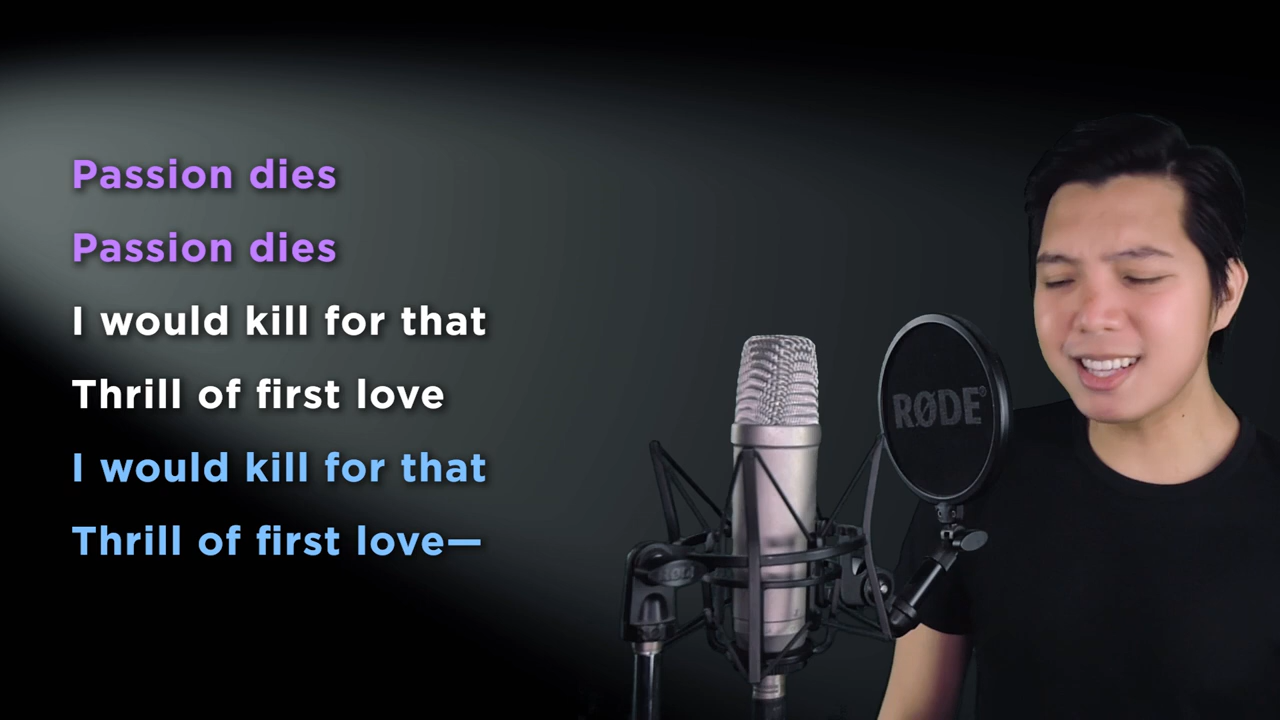 Passion dies
Passion dies
I would kill for that
Thrill of first love
I would kill for that
Thrill of first love—
RØDE®